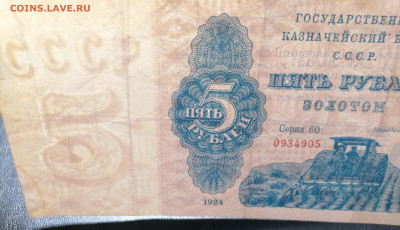 COINS.LAVE.RU
ГОСУДАРСТВЕНН
КАЗНАЧЕЙСКИЙ Б
С.С.С.Р.
ПЯТЬ РУБЛ
ЗОЛОТОМ
5
ПЯТЬ
РУБЛЕЙ
Серия 60
0934905
1924